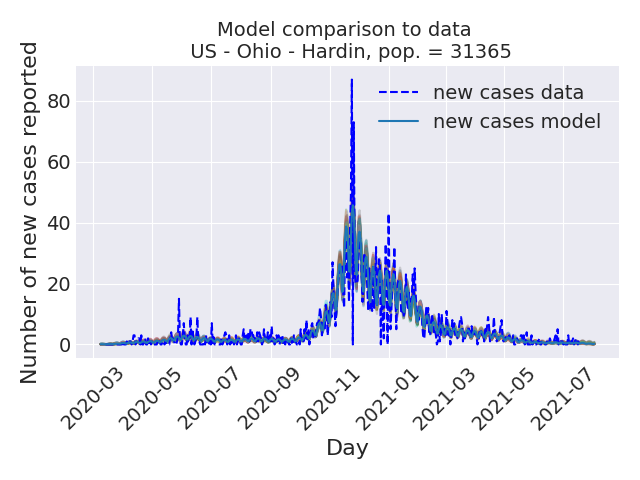 Model comparison to data
US - Ohio - Hardin, pop. = 31365
new cases data
new cases model
Number of new cases reported
80
60
40
20
0
2020-03
2020-05
2020-07
2020-09
2020-11
2021-01
2021-03
2021-05
2021-07
Day